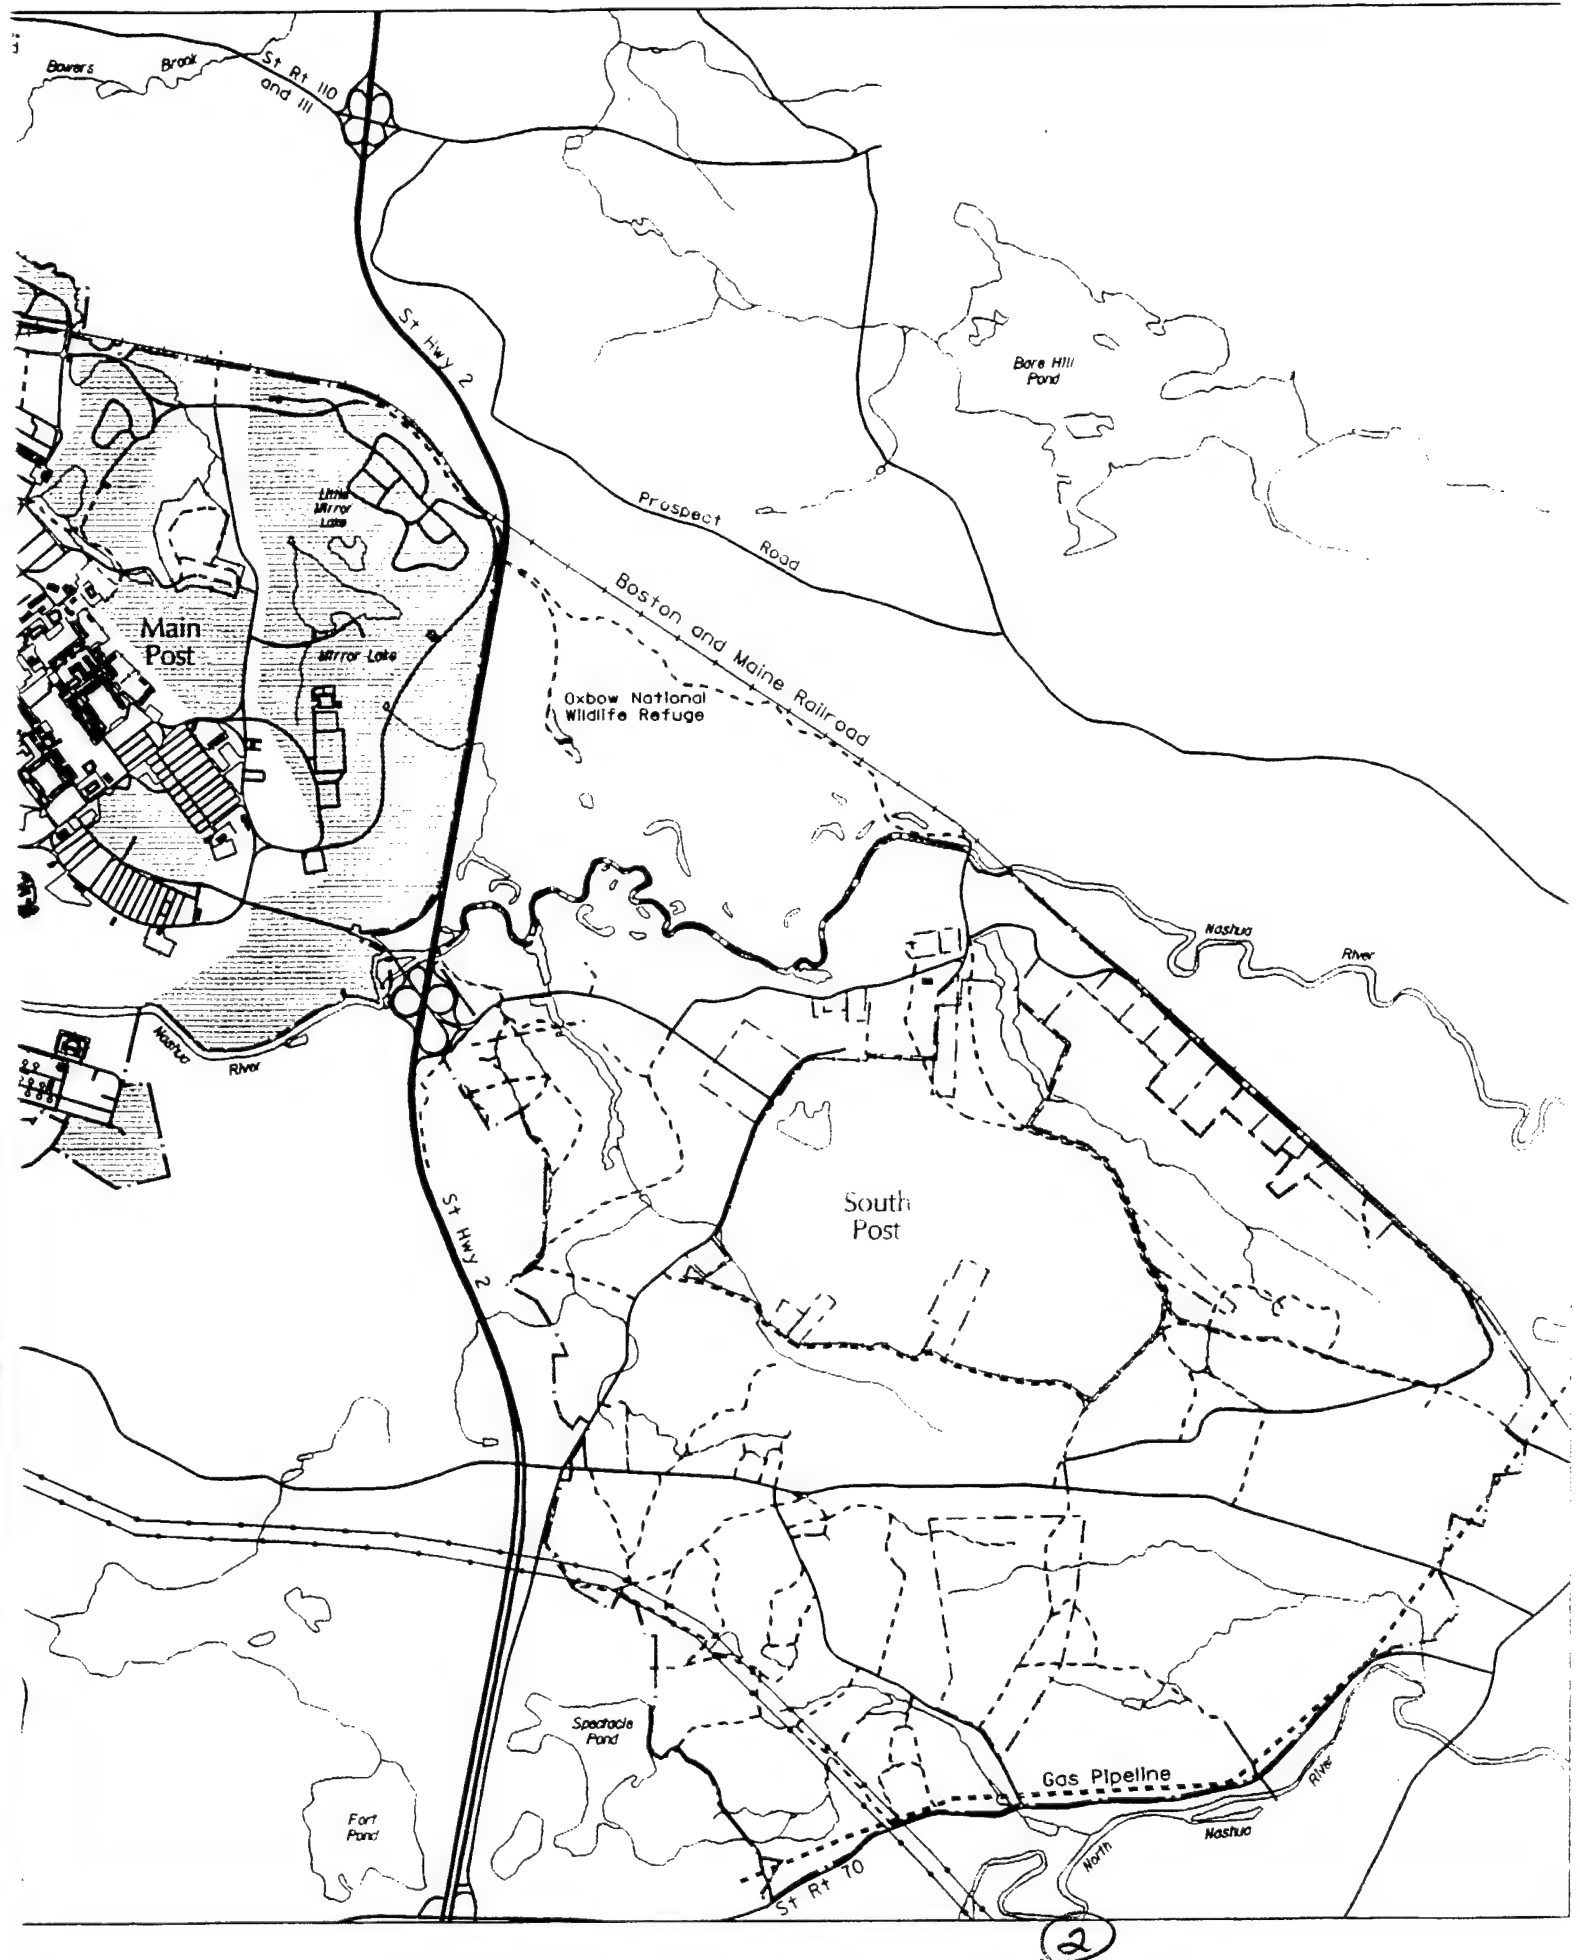 Bowers
Brook
St Rt 110
and 111
St Hwy 2
Bare Hill
Pond
Little
Mirror
Lake
Prospect
Road
Boston and Maine Railroad
Main
Post
Mirror Lake
Oxbow National
Wildlife Refuge
Nashua
River
Nashua
River
St Hwy 2
South
Post
Spectacle
Pond
Gas Pipeline
River
Fort
Pond
Nashua
North
St Rt 70
2